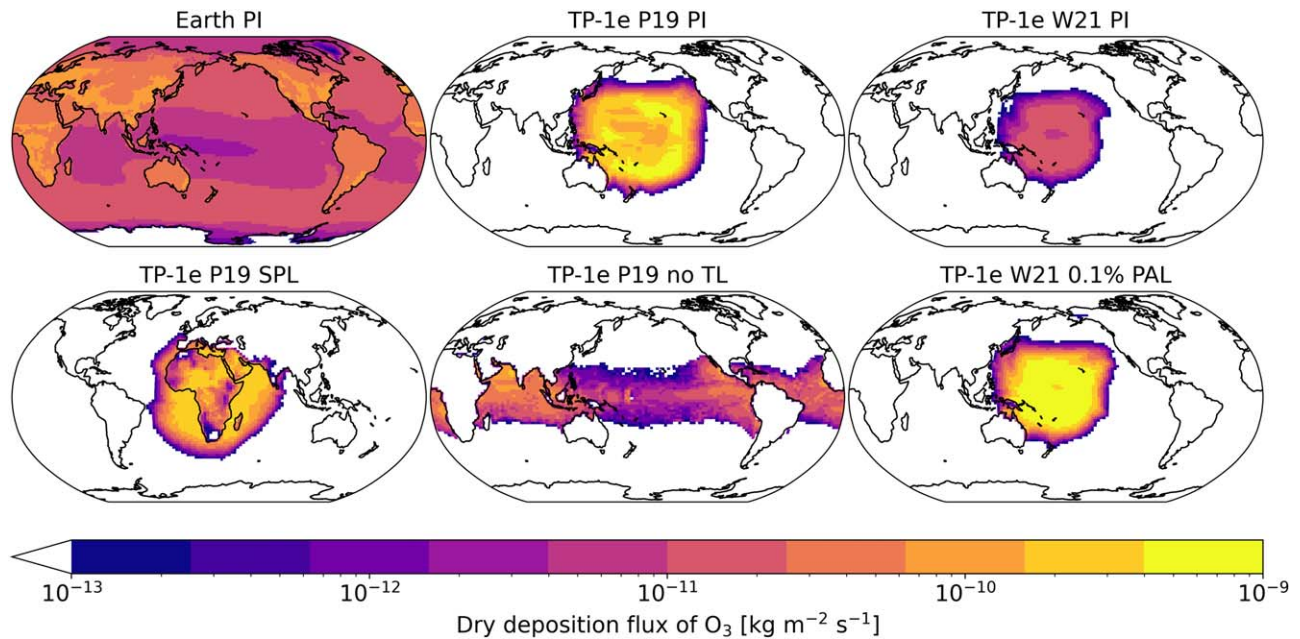 Earth PI
TP-1e P19 PI
TP-1e W21 PI
TP-1e P19 SPL
TP-1e P19 no TL
TP-1e W21 0.1% PAL
10⁻¹³ 10⁻¹² 10⁻¹¹ 10⁻¹⁰ 10⁻⁹
Dry deposition flux of O₃ [kg m⁻² s⁻¹]